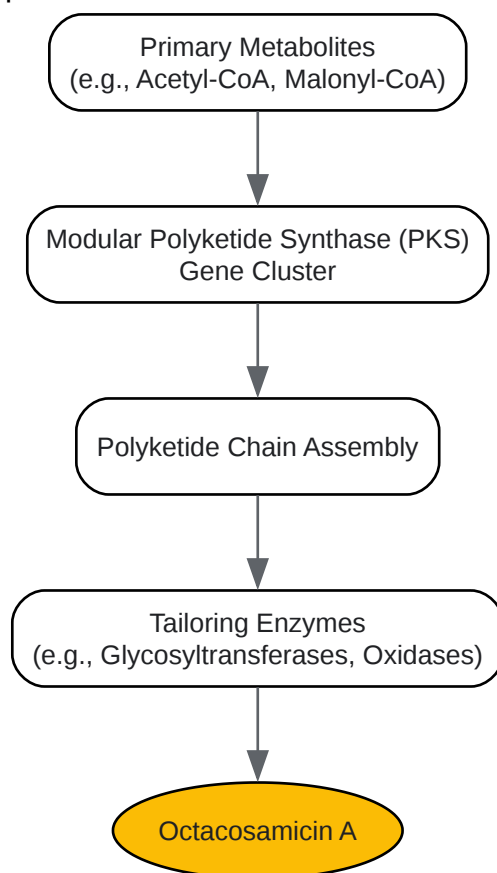 Primary Metabolites
(e.g., Acetyl-CoA, Malonyl-CoA)
Modular Polyketide Synthase (PKS)
Gene Cluster
Polyketide Chain Assembly
Tailoring Enzymes
(e.g., Glycosyltransferases, Oxidases)
Octacosamicin A